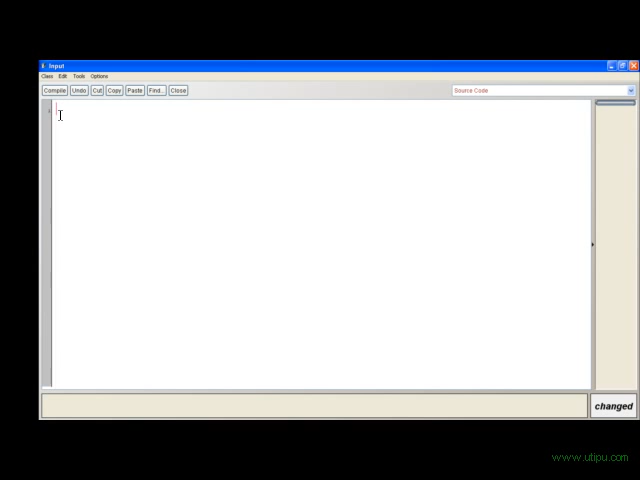 Input
Class Edit Tools Options
Compile Undo Cut Copy Paste Find... Close Source Code
changed
www.utipu.com